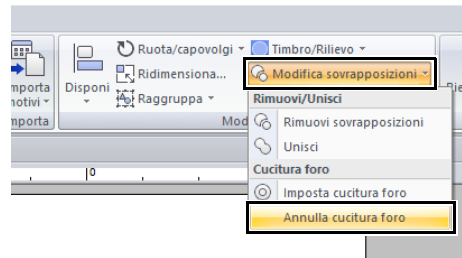 Ruota/capovolgi
Timbro/Rilievo
Ridimensiona...
Modifica sovrapposizioni
Disponi
Raggruppa
Rimuovi/Unisci
Rimuovi sovrapposizioni
Unisci
Cucitura foro
Imposta cucitura foro
Annulla cucitura foro
0